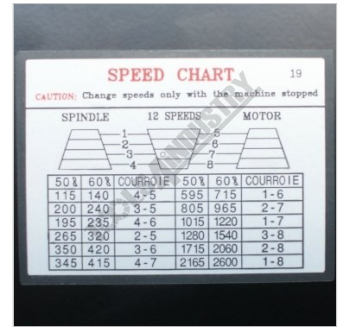 SPEED CHART 19
CAUTION: Change speeds only with the machine stopped
SPINDLE 12 SPEEDS MOTOR
1 5
2 6
3 7
4 8
50% 60% COURROIE 50% 60% COURROIE
115 140 4-5 595 715 1-6
200 240 3-5 805 965 2-7
195 235 4-6 1015 1220 1-7
265 320 2-5 1280 1540 3-8
350 420 3-6 1715 2060 2-8
345 415 4-7 2165 2600 1-8